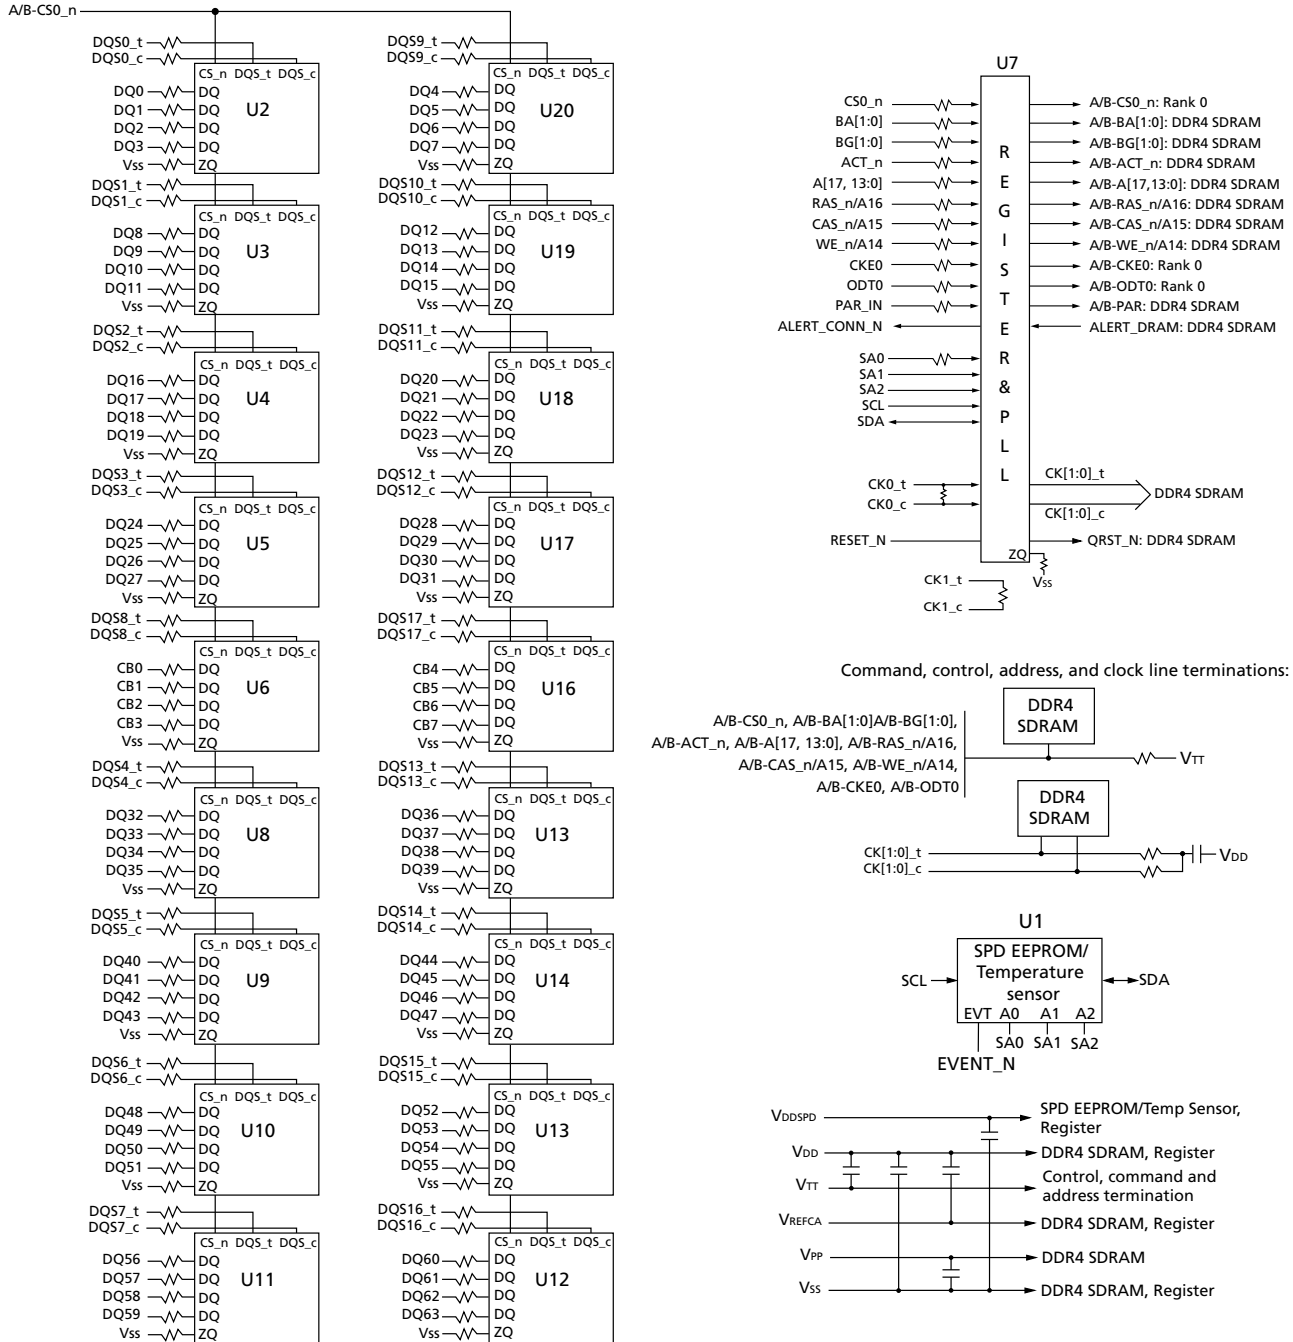 A/B-CS0_n
DQS0_t
DQS0_c
CS_n DQS_t DQS_c
DQ0 DQ
DQ1 DQ
DQ2 DQ
DQ3 DQ
Vss ZQ
U2
DQS1_t
DQS1_c
CS_n DQS_t DQS_c
DQ8 DQ
DQ9 DQ
DQ10 DQ
DQ11 DQ
Vss ZQ
U3
DQS2_t
DQS2_c
CS_n DQS_t DQS_c
DQ16 DQ
DQ17 DQ
DQ18 DQ
DQ19 DQ
Vss ZQ
U4
DQS3_t
DQS3_c
CS_n DQS_t DQS_c
DQ24 DQ
DQ25 DQ
DQ26 DQ
DQ27 DQ
Vss ZQ
U5
DQS8_t
DQS8_c
CS_n DQS_t DQS_c
CB0 DQ
CB1 DQ
CB2 DQ
CB3 DQ
Vss ZQ
U6
DQS4_t
DQS4_c
CS_n DQS_t DQS_c
DQ32 DQ
DQ33 DQ
DQ34 DQ
DQ35 DQ
Vss ZQ
U8
DQS5_t
DQS5_c
CS_n DQS_t DQS_c
DQ40 DQ
DQ41 DQ
DQ42 DQ
DQ43 DQ
Vss ZQ
U9
DQS6_t
DQS6_c
CS_n DQS_t DQS_c
DQ48 DQ
DQ49 DQ
DQ50 DQ
DQ51 DQ
Vss ZQ
U10
DQS7_t
DQS7_c
CS_n DQS_t DQS_c
DQ56 DQ
DQ57 DQ
DQ58 DQ
DQ59 DQ
Vss ZQ
U11
DQS9_t
DQS9_c
CS_n DQS_t DQS_c
DQ4 DQ
DQ5 DQ
DQ6 DQ
DQ7 DQ
Vss ZQ
U20
DQS10_t
DQS10_c
CS_n DQS_t DQS_c
DQ12 DQ
DQ13 DQ
DQ14 DQ
DQ15 DQ
Vss ZQ
U19
DQS11_t
DQS11_c
CS_n DQS_t DQS_c
DQ20 DQ
DQ21 DQ
DQ22 DQ
DQ23 DQ
Vss ZQ
U18
DQS12_t
DQS12_c
CS_n DQS_t DQS_c
DQ28 DQ
DQ29 DQ
DQ30 DQ
DQ31 DQ
Vss ZQ
U17
DQS17_t
DQS17_c
CS_n DQS_t DQS_c
CB4 DQ
CB5 DQ
CB6 DQ
CB7 DQ
Vss ZQ
U16
DQS13_t
DQS13_c
CS_n DQS_t DQS_c
DQ36 DQ
DQ37 DQ
DQ38 DQ
DQ39 DQ
Vss ZQ
U13
DQS14_t
DQS14_c
CS_n DQS_t DQS_c
DQ44 DQ
DQ45 DQ
DQ46 DQ
DQ47 DQ
Vss ZQ
U14
DQS15_t
DQS15_c
CS_n DQS_t DQS_c
DQ52 DQ
DQ53 DQ
DQ54 DQ
DQ55 DQ
Vss ZQ
U13
DQS16_t
DQS16_c
CS_n DQS_t DQS_c
DQ60 DQ
DQ61 DQ
DQ62 DQ
DQ63 DQ
Vss ZQ
U12
U7
REGISTER & PLL
CS0_n A/B-CS0_n: Rank 0
BA[1:0] A/B-BA[1:0]: DDR4 SDRAM
BG[1:0] A/B-BG[1:0]: DDR4 SDRAM
ACT_n A/B-ACT_n: DDR4 SDRAM
A[17, 13:0] A/B-A[17,13:0]: DDR4 SDRAM
RAS_n/A16 A/B-RAS_n/A16: DDR4 SDRAM
CAS_n/A15 A/B-CAS_n/A15: DDR4 SDRAM
WE_n/A14 A/B-WE_n/A14: DDR4 SDRAM
CKE0 A/B-CKE0: Rank 0
ODT0 A/B-ODT0: Rank 0
PAR_IN A/B-PAR: DDR4 SDRAM
ALERT_CONN_N ALERT_DRAM: DDR4 SDRAM
SA0
SA1
SA2
SCL
SDA
CK0_t CK[1:0]_t
DDR4 SDRAM
CK0_c CK[1:0]_c
RESET_N QRST_N: DDR4 SDRAM
ZQ
Vss
CK1_t
CK1_c
Command, control, address, and clock line terminations:
DDR4
SDRAM
A/B-CS0_n, A/B-BA[1:0]A/B-BG[1:0],
A/B-ACT_n, A/B-A[17, 13:0], A/B-RAS_n/A16,
A/B-CAS_n/A15, A/B-WE_n/A14,
A/B-CKE0, A/B-ODT0
VTT
DDR4
SDRAM
CK[1:0]_t
CK[1:0]_c
VDD
U1
SPD EEPROM/
Temperature
sensor
SCL SDA
EVT A0 A1 A2
SA0 SA1 SA2
EVENT_N
VDDSPD SPD EEPROM/Temp Sensor,
Register
VDD DDR4 SDRAM, Register
VTT Control, command and
address termination
VREFCA DDR4 SDRAM, Register
VPP DDR4 SDRAM
Vss DDR4 SDRAM, Register